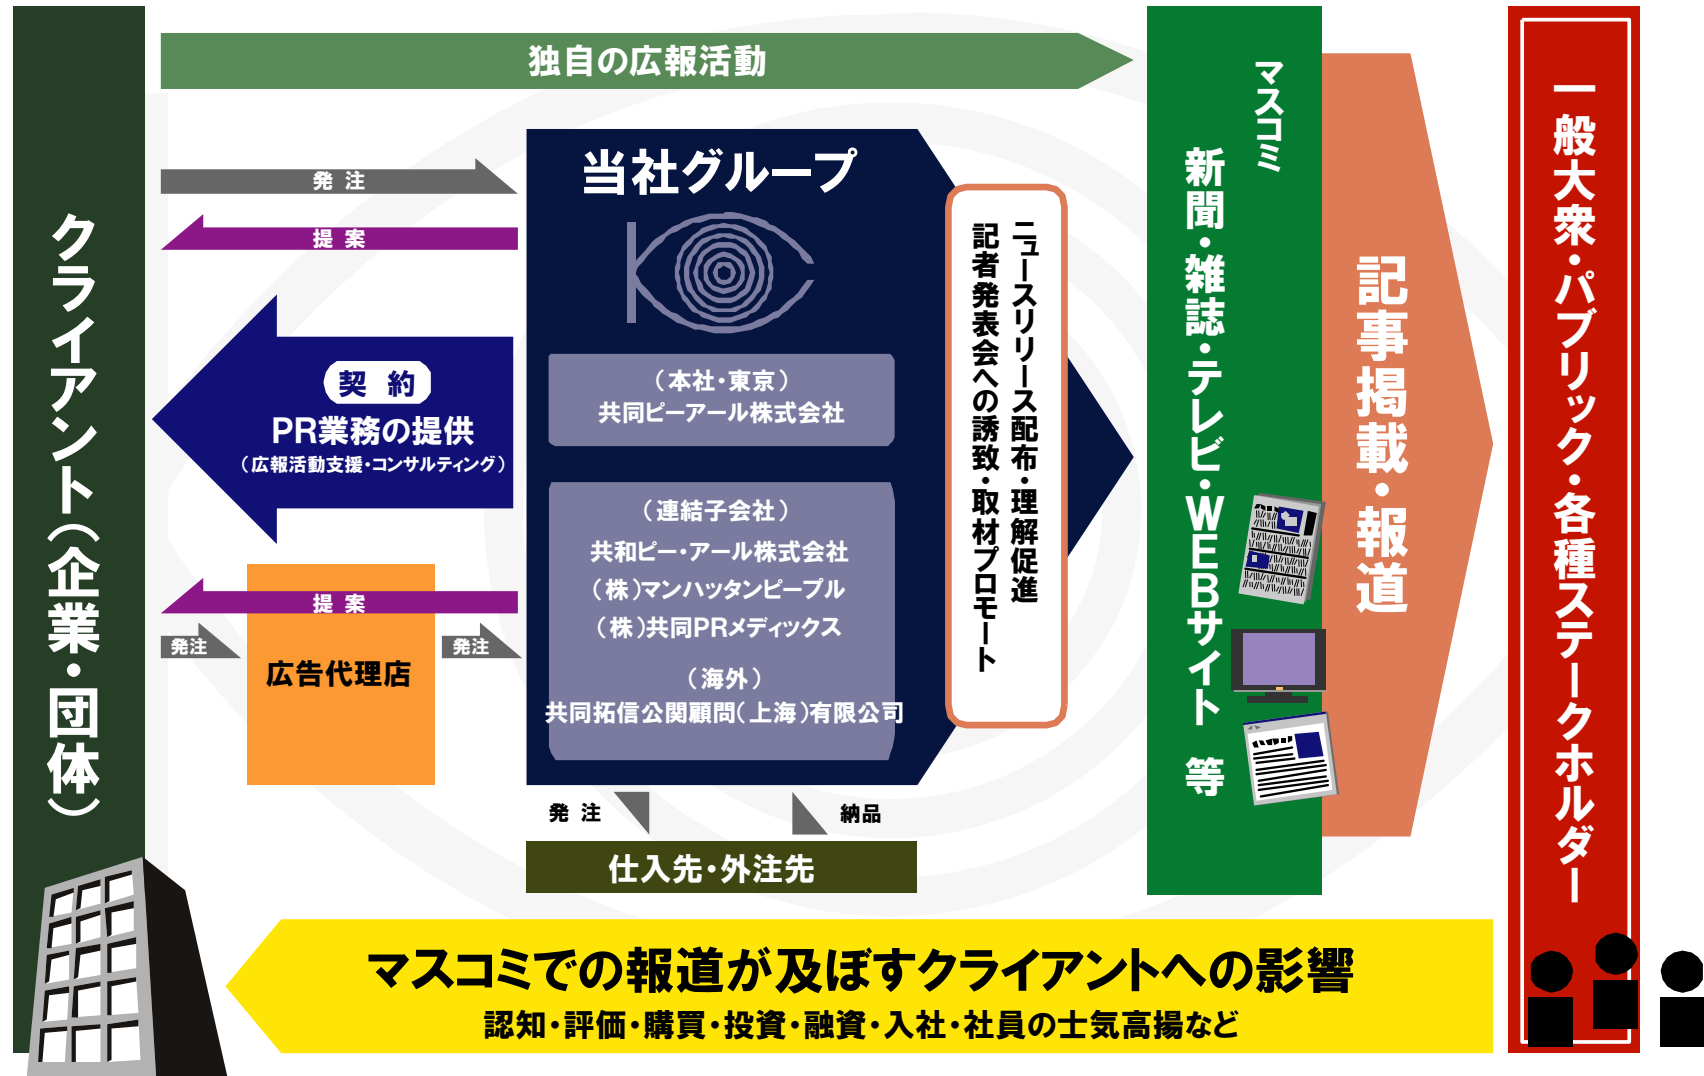 独自の広報活動
クライアント（企業・団体）
発注
提案
契約
PR業務の提供
（広報活動支援・コンサルティング）
提案
発注
発注
広告代理店
当社グループ
（本社・東京）
共同ピーアール株式会社
（連結子会社）
共和ピー・アール株式会社
（株）マンハッタンピープル
（株）共同PRメディックス
（海外）
共同拓信公関顧問（上海）有限公司
ニュースリリース配布・理解促進
記者発表会への誘致・取材プロモート
発注
納品
仕入先・外注先
マスコミ
新聞・雑誌・テレビ・WEBサイト 等
記事掲載・報道
一般大衆・パブリック・各種ステークホルダー
マスコミでの報道が及ぼすクライアントへの影響
認知・評価・購買・投資・融資・入社・社員の士気高揚など